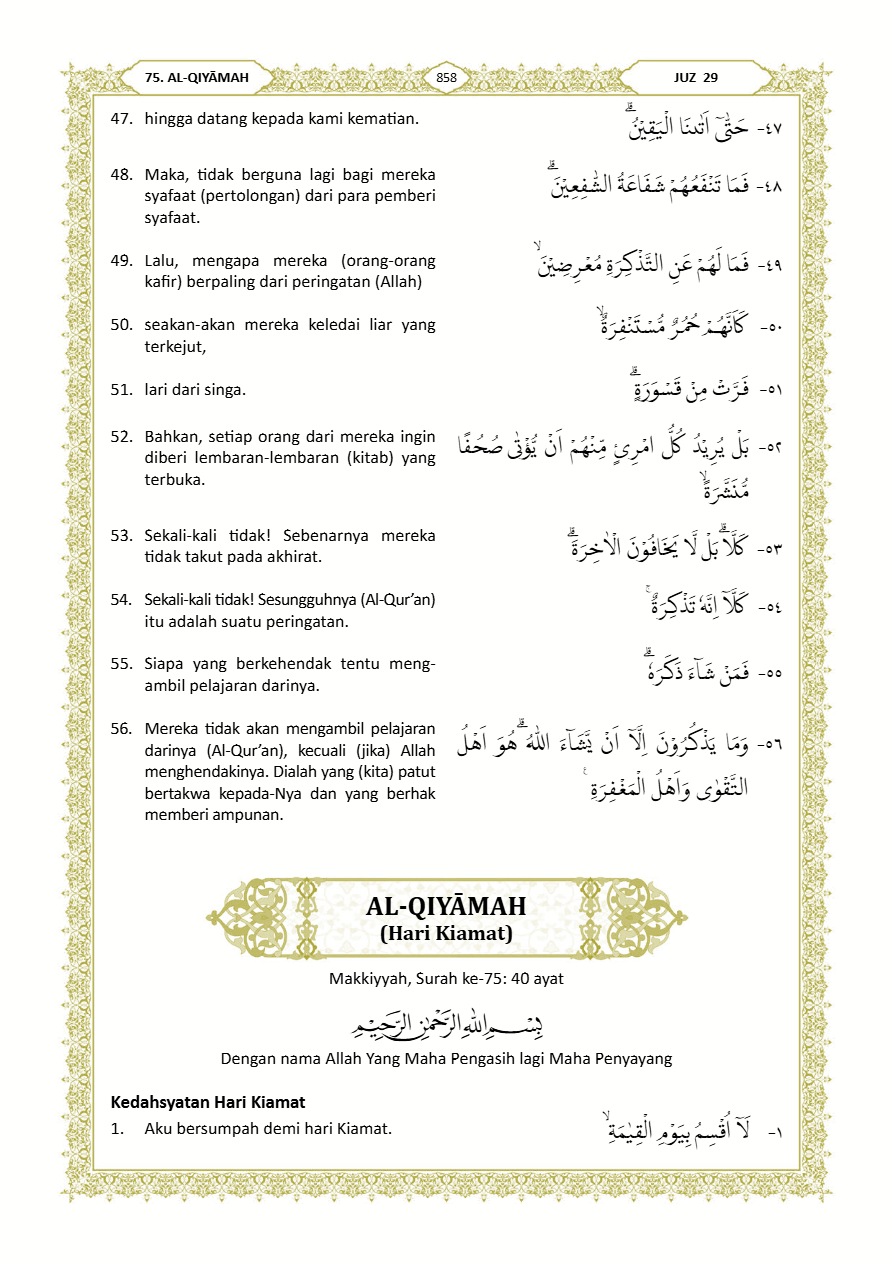 75. AL-QIYĀMAH
858
JUZ 29
47. hingga datang kepada kami kematian.
٤٧- حَتّٰىٓ اَتٰىنَا الْيَقِيْنُۗ
48. Maka, tidak berguna lagi bagi mereka
syafaat (pertolongan) dari para pemberi
syafaat.
٤٨- فَمَا تَنْفَعُهُمْ شَفَاعَةُ الشّٰفِعِيْنَۗ
49. Lalu, mengapa mereka (orang-orang
kafir) berpaling dari peringatan (Allah)
٤٩- فَمَا لَهُمْ عَنِ التَّذْكِرَةِ مُعْرِضِيْنَۙ
50. seakan-akan mereka keledai liar yang
terkejut,
٥٠- كَاَنَّهُمْ حُمُرٌ مُّسْتَنْفِرَةٌۙ
51. lari dari singa.
٥١- فَرَّتْ مِنْ قَسْوَرَةٍۗ
52. Bahkan, setiap orang dari mereka ingin
diberi lembaran-lembaran (kitab) yang
terbuka.
٥٢- بَلْ يُرِيْدُ كُلُّ امْرِئٍ مِّنْهُمْ اَنْ يُّؤْتٰى صُحُفًا
مُّنَشَّرَةًۙ
53. Sekali-kali tidak! Sebenarnya mereka
tidak takut pada akhirat.
٥٣- كَلَّاۗ بَلْ لَّا يَخَافُوْنَ الْاٰخِرَةَۗ
54. Sekali-kali tidak! Sesungguhnya (Al-Qur’an)
itu adalah suatu peringatan.
٥٤- كَلَّآ اِنَّهٗ تَذْكِرَةٌۚ
55. Siapa yang berkehendak tentu meng-
ambil pelajaran darinya.
٥٥- فَمَنْ شَاۤءَ ذَكَرَهٗۗ
56. Mereka tidak akan mengambil pelajaran
darinya (Al-Qur’an), kecuali (jika) Allah
menghendakinya. Dialah yang (kita) patut
bertakwa kepada-Nya dan yang berhak
memberi ampunan.
٥٦- وَمَا يَذْكُرُوْنَ اِلَّآ اَنْ يَّشَاۤءَ اللّٰهُۗ هُوَ اَهْلُ
التَّقْوٰى وَاَهْلُ الْمَغْفِرَةِࣖ
AL-QIYĀMAH
(Hari Kiamat)
Makkiyyah, Surah ke-75: 40 ayat
بِسْمِ اللّٰهِ الرَّحْمٰنِ الرَّحِيْمِ
Dengan nama Allah Yang Maha Pengasih lagi Maha Penyayang
Kedahsyatan Hari Kiamat
1. Aku bersumpah demi hari Kiamat.
١- لَآ اُقْسِمُ بِيَوْمِ الْقِيٰمَةِۙ